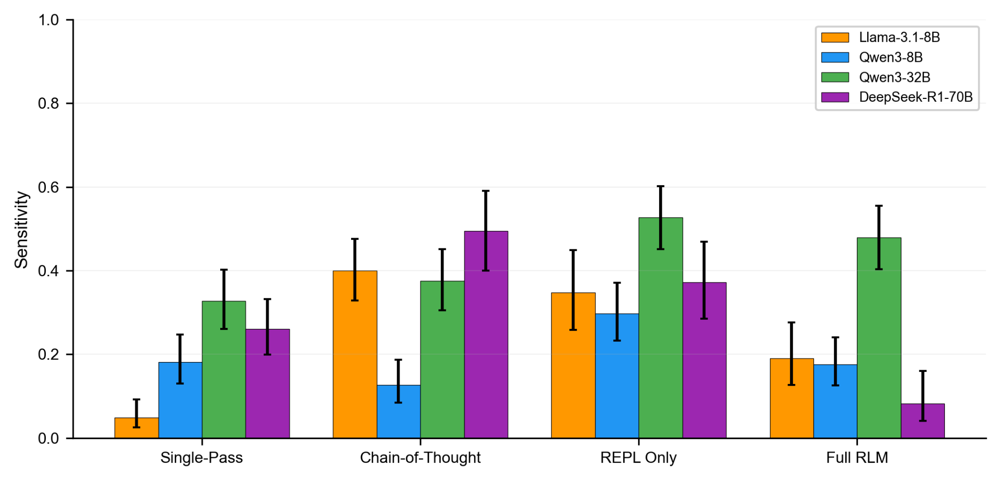 1.0
0.8
0.6
0.4
0.2
0.0
Sensitivity
Llama-3.1-8B
Qwen3-8B
Qwen3-32B
DeepSeek-R1-70B
Single-Pass
Chain-of-Thought
REPL Only
Full RLM